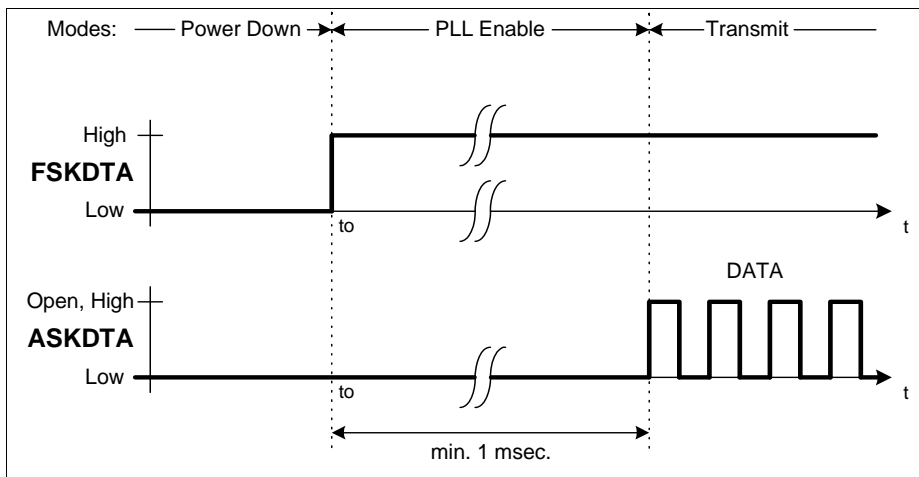 Modes: Power Down PLL Enable Transmit
High
FSKDTA
Low
to
t
DATA
Open, High
ASKDTA
Low
to
t
min. 1 msec.